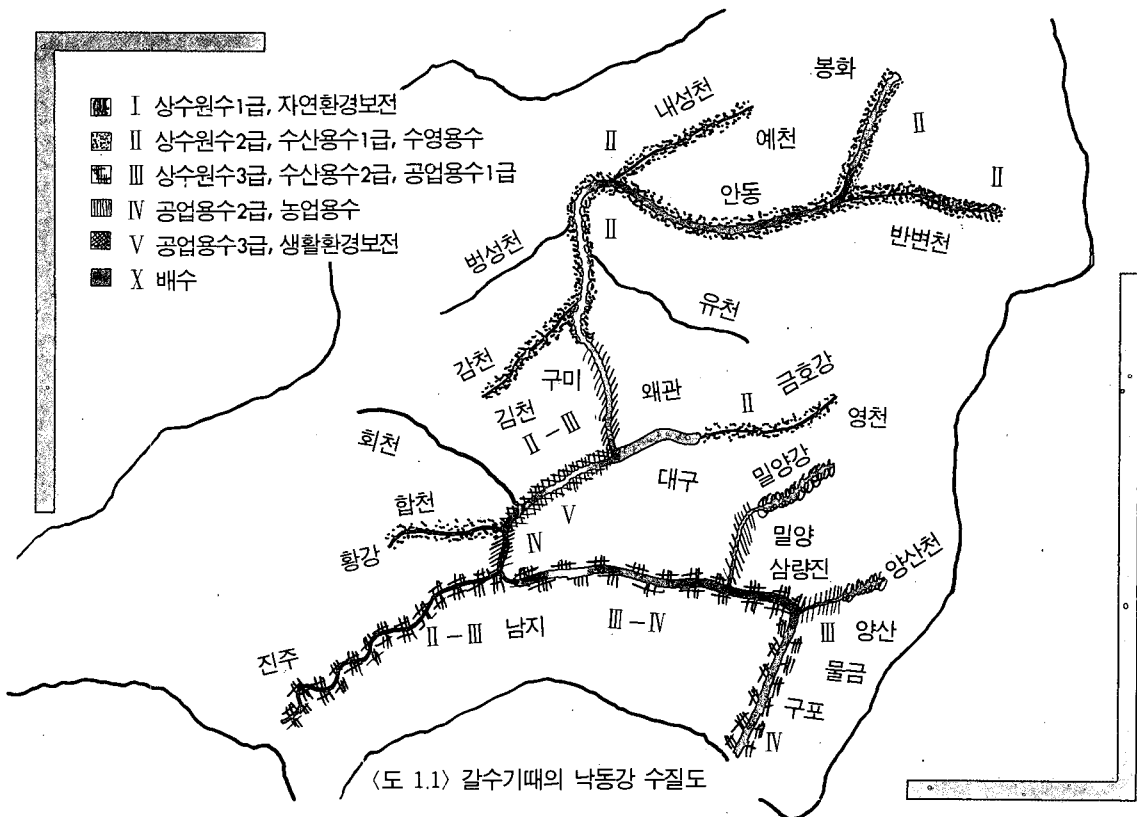 Ⅰ 상수원수1급, 자연환경보전
Ⅱ 상수원수2급, 수산용수1급, 수영용수
Ⅲ 상수원수3급, 수산용수2급, 공업용수1급
Ⅳ 공업용수2급, 농업용수
Ⅴ 공업용수3급, 생활환경보전
Ⅹ 배수
봉화
내성천
Ⅱ
Ⅱ
예천
안동
Ⅱ
Ⅱ
반변천
벙성천
유천
감천
구미
왜관
금호강
김천
Ⅱ
Ⅱ-Ⅲ
영천
회천
대구
밀양강
합천
Ⅴ
Ⅳ
밀양
황강
삼량진
양산천
Ⅱ-Ⅲ
남지
Ⅲ-Ⅳ
Ⅲ
양산
진주
물금
구포
Ⅳ
〈도 1.1〉 갈수기때의 낙동강 수질도